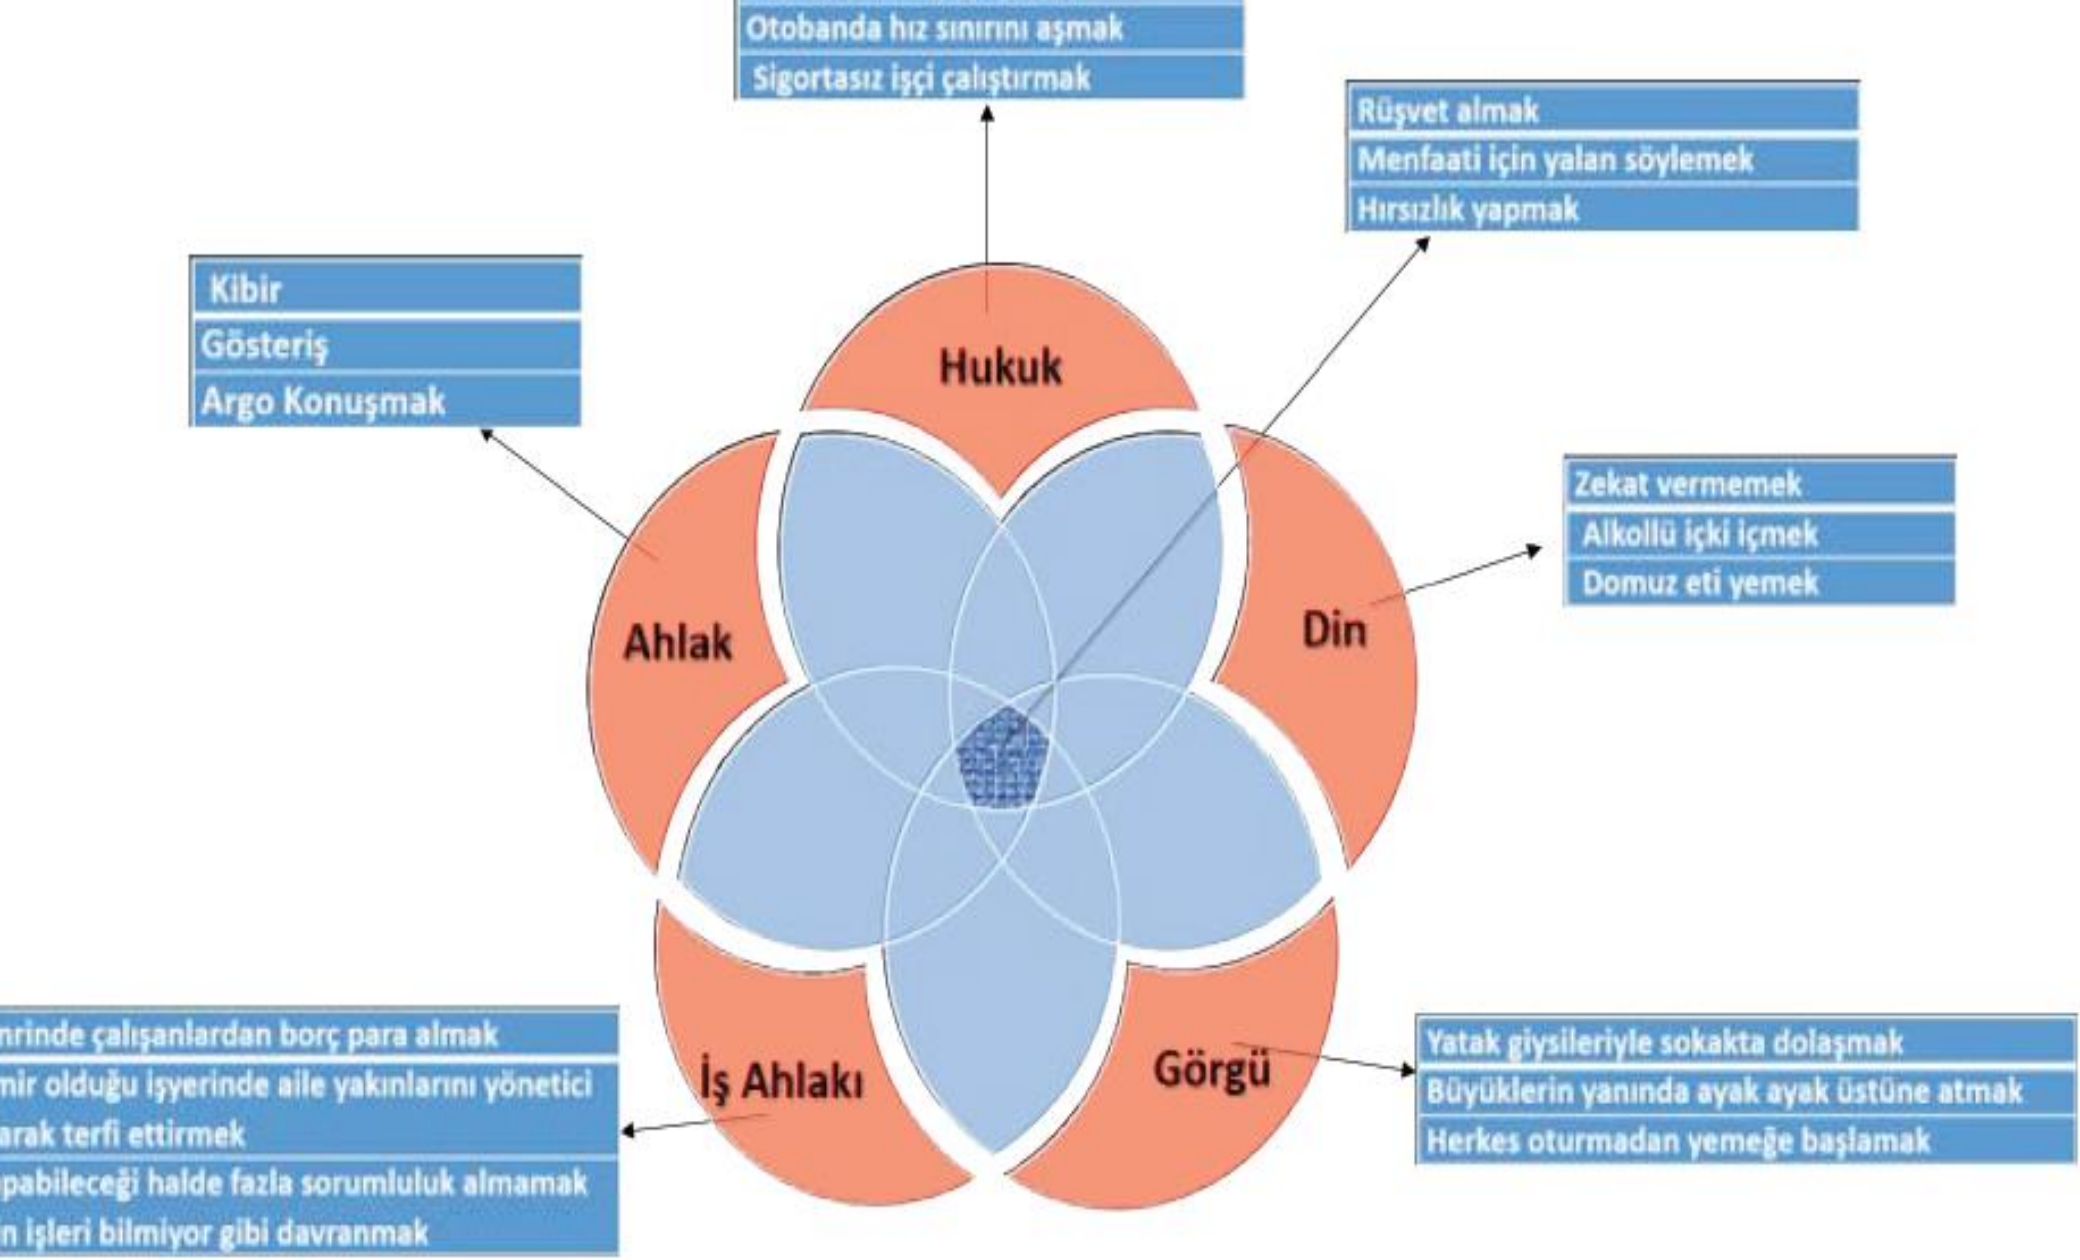 Otobanda hız sınırını aşmak
Sigortasız işçi çalıştırmak
Rüşvet almak
Menfaati için yalan söylemek
Hırsızlık yapmak
Kibir
Gösteriş
Argo Konuşmak
Hukuk
Zekat vermemek
Alkollü içki içmek
Domuz eti yemek
Ahlak
Din
çalışanlardan borç para almak
olduğu işyerinde aile yakınlarını yönetici
terfi ettirmek
halde fazla sorumluluk almamak
işleri bilmiyor gibi davranmak
İş Ahlakı
Görgü
Yatak giysileriyle sokakta dolaşmak
Büyüklerin yanında ayak ayak üstüne atmak
Herkes oturmadan yemeğe başlamak